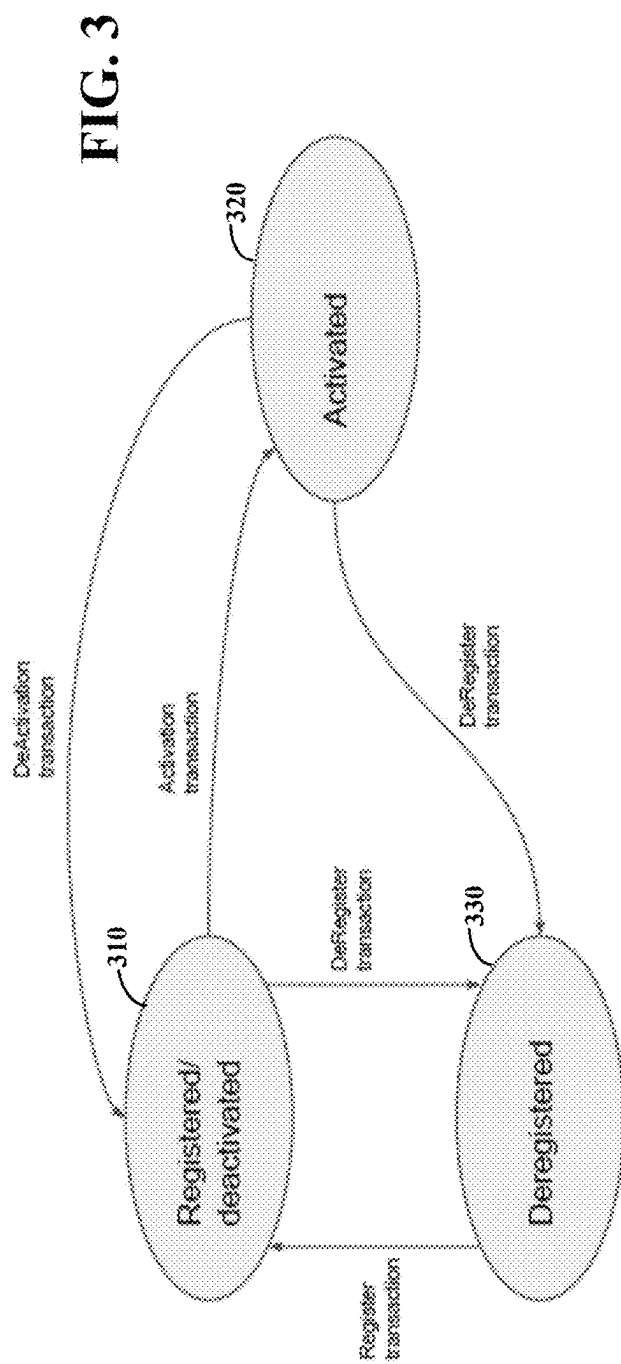 FIG. 3
DeActivation
transaction
Activation
transaction
310
320
Registered/
deactivated
Activated
DeRegister
transaction
DeRegister
transaction
Register
transaction
330
Deregistered